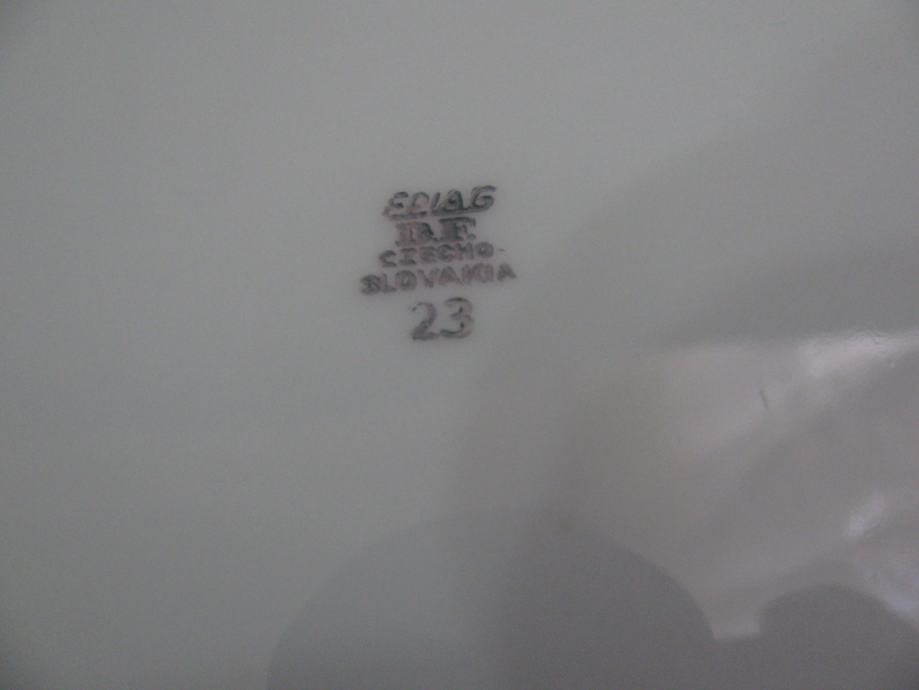 EPIAG
D.F.
CZECHO-
SLOVAKIA
23